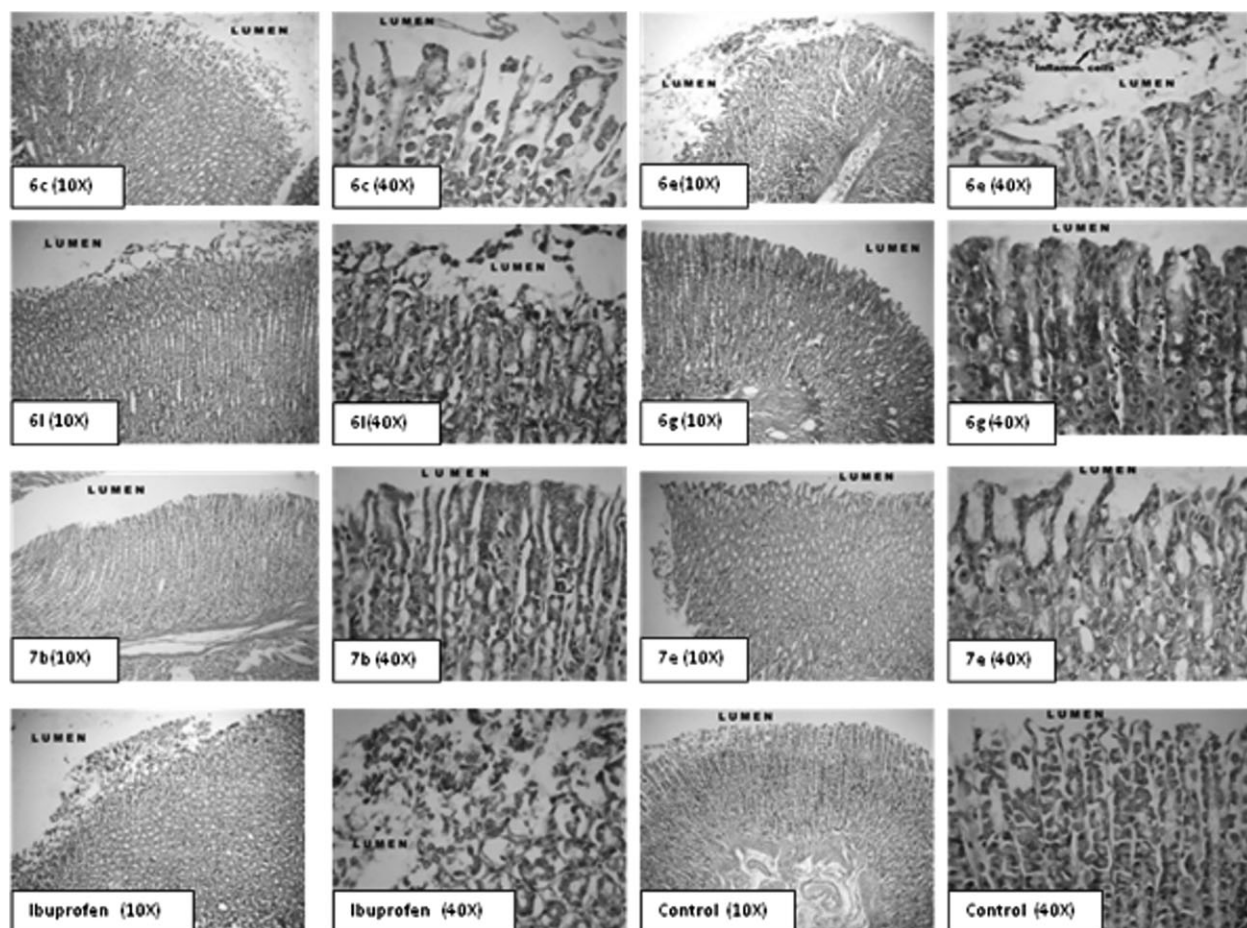 LUMEN
6c (10X)
LUMEN
6c (40X)
LUMEN
6e(10X)
Inflamm. cells
LUMEN
6e (40X)
LUMEN
6l (10X)
LUMEN
6l(40X)
LUMEN
6g (10X)
LUMEN
6g(40X)
LUMEN
7b(10X)
LUMEN
7b (40X)
LUMEN
7e (10X)
LUMEN
7e (40X)
LUMEN
Ibuprofen (10X)
LUMEN
Ibuprofen (40X)
LUMEN
Control (10X)
LUMEN
Control (40X)